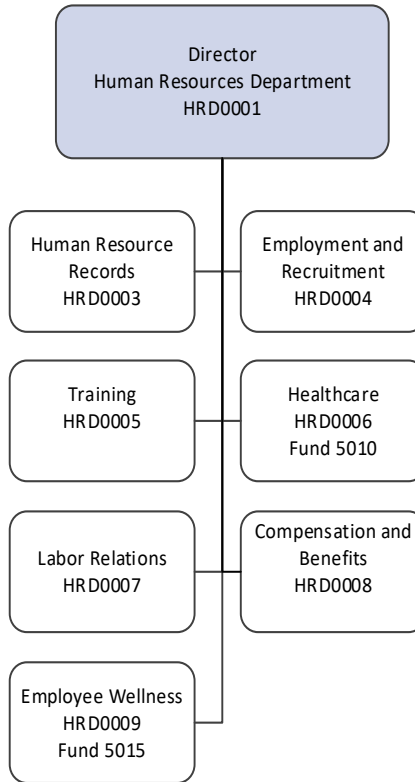 Director
Human Resources Department
HRD0001
Human Resource
Records
HRD0003
Employment and
Recruitment
HRD0004
Training
HRD0005
Healthcare
HRD0006
Fund 5010
Labor Relations
HRD0007
Compensation and
Benefits
HRD0008
Employee Wellness
HRD0009
Fund 5015